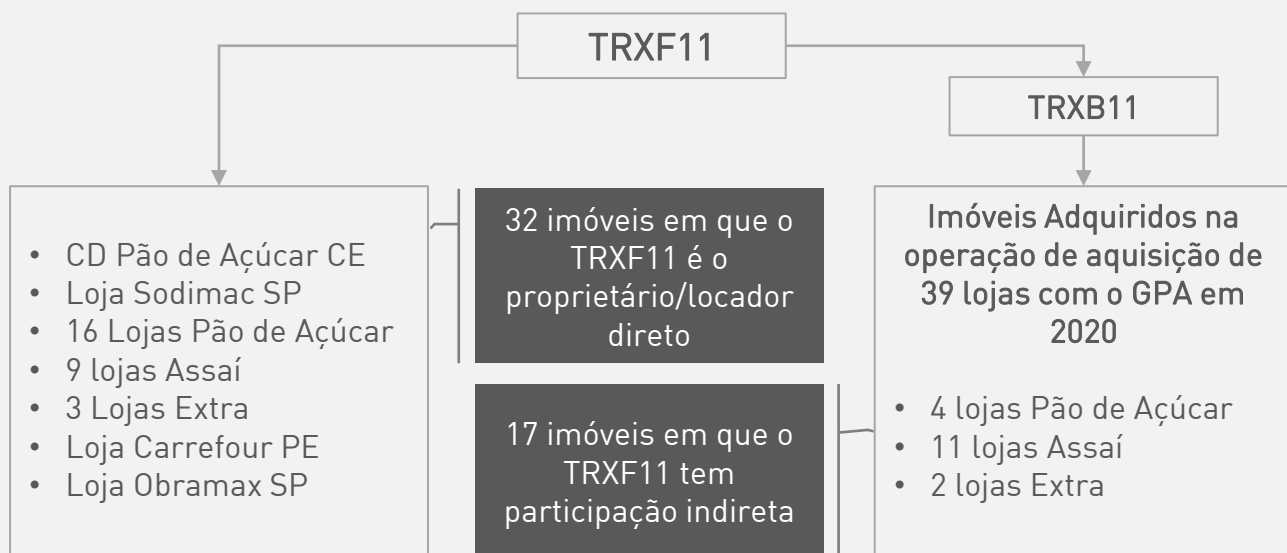 TRXF11
TRXB11
• CD Pão de Açúcar CE
• Loja Sodimac SP
• 16 Lojas Pão de Açúcar
• 9 lojas Assaí
• 3 Lojas Extra
• Loja Carrefour PE
• Loja Obramax SP
32 imóveis em que o
TRXF11 é o
proprietário/locador
direto
17 imóveis em que o
TRXF11 tem
participação indireta
Imóveis Adquiridos na
operação de aquisição de
39 lojas com o GPA em
2020
• 4 lojas Pão de Açúcar
• 11 lojas Assaí
• 2 lojas Extra